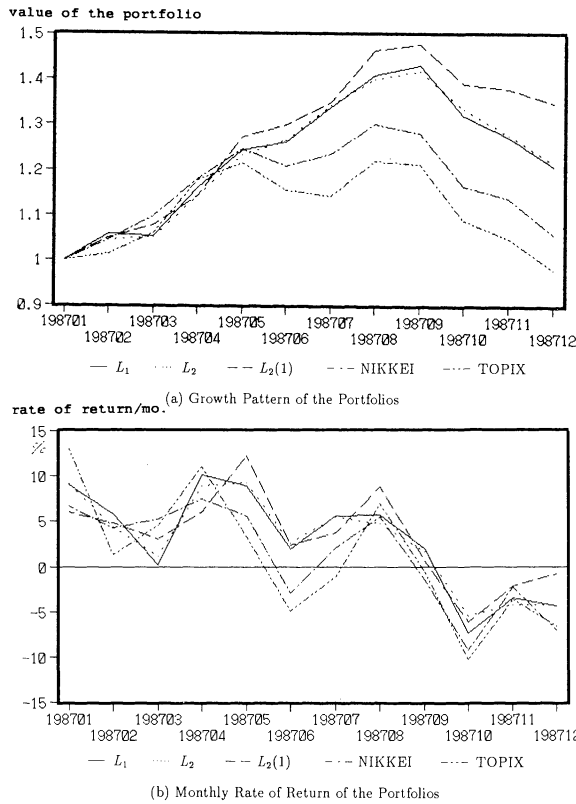 value of the portfolio
1.5
1.4
1.3
1.2
1.1
1
0.9
198701 198703 198705 198707 198709 198711
198702 198704 198706 198708 198710 198712
L₁ L₂ L₂(1) NIKKEI TOPIX
(a) Growth Pattern of the Portfolios
rate of return/mo.
15
%
10
5
0
-5
-10
-15
198701 198703 198705 198707 198709 198711
198702 198704 198706 198708 198710 198712
L₁ L₂ L₂(1) NIKKEI TOPIX
(b) Monthly Rate of Return of the Portfolios